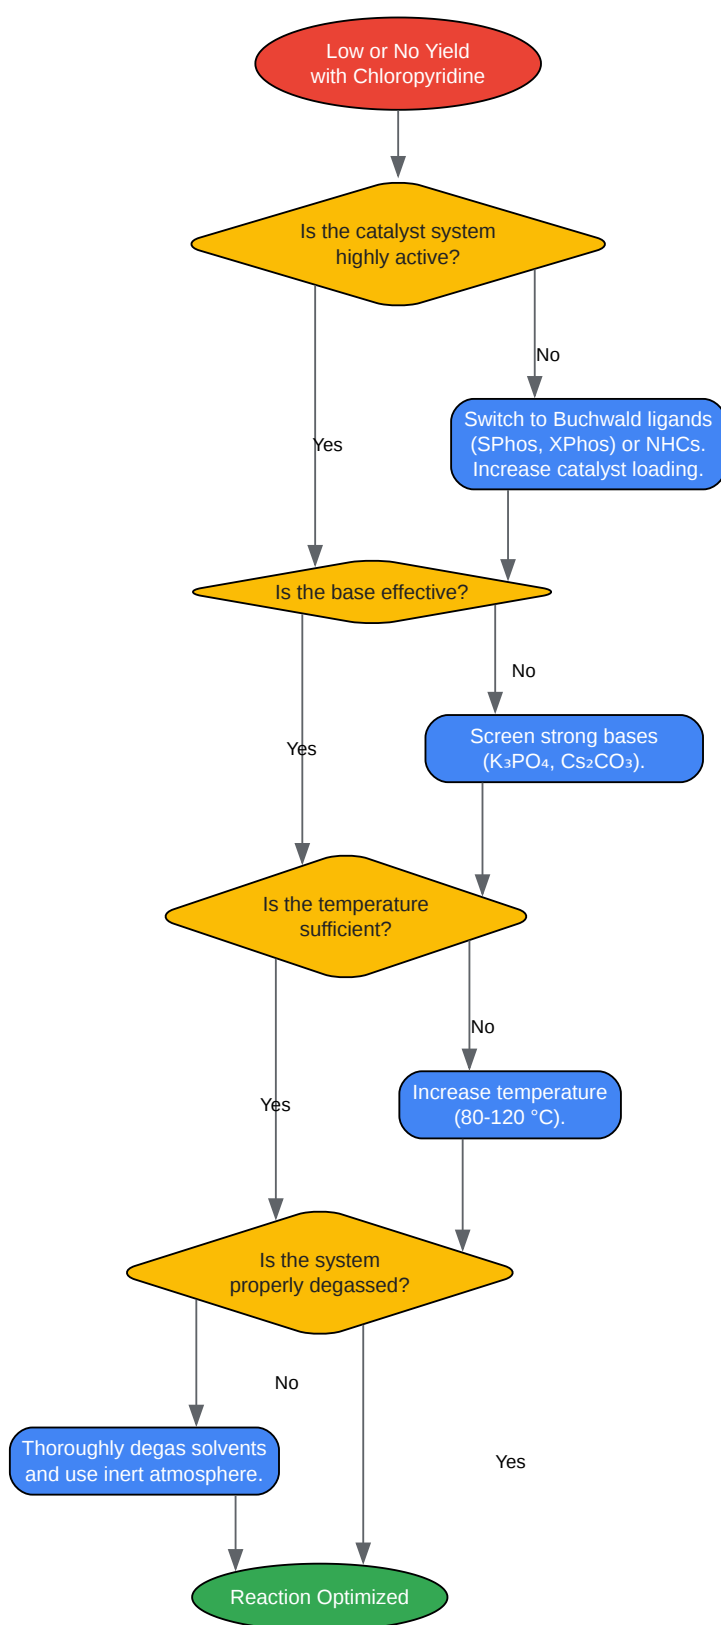 Low or No Yield
with Chloropyridine
Is the catalyst system
highly active?
No
Switch to Buchwald ligands
(SPhos, XPhos) or NHCs.
Increase catalyst loading.
Yes
Is the base effective?
No
Screen strong bases
(K₃PO₄, Cs₂CO₃).
Yes
Is the temperature
sufficient?
No
Increase temperature
(80-120 °C).
Yes
Is the system
properly degassed?
No
Thoroughly degas solvents
and use inert atmosphere.
Yes
Reaction Optimized